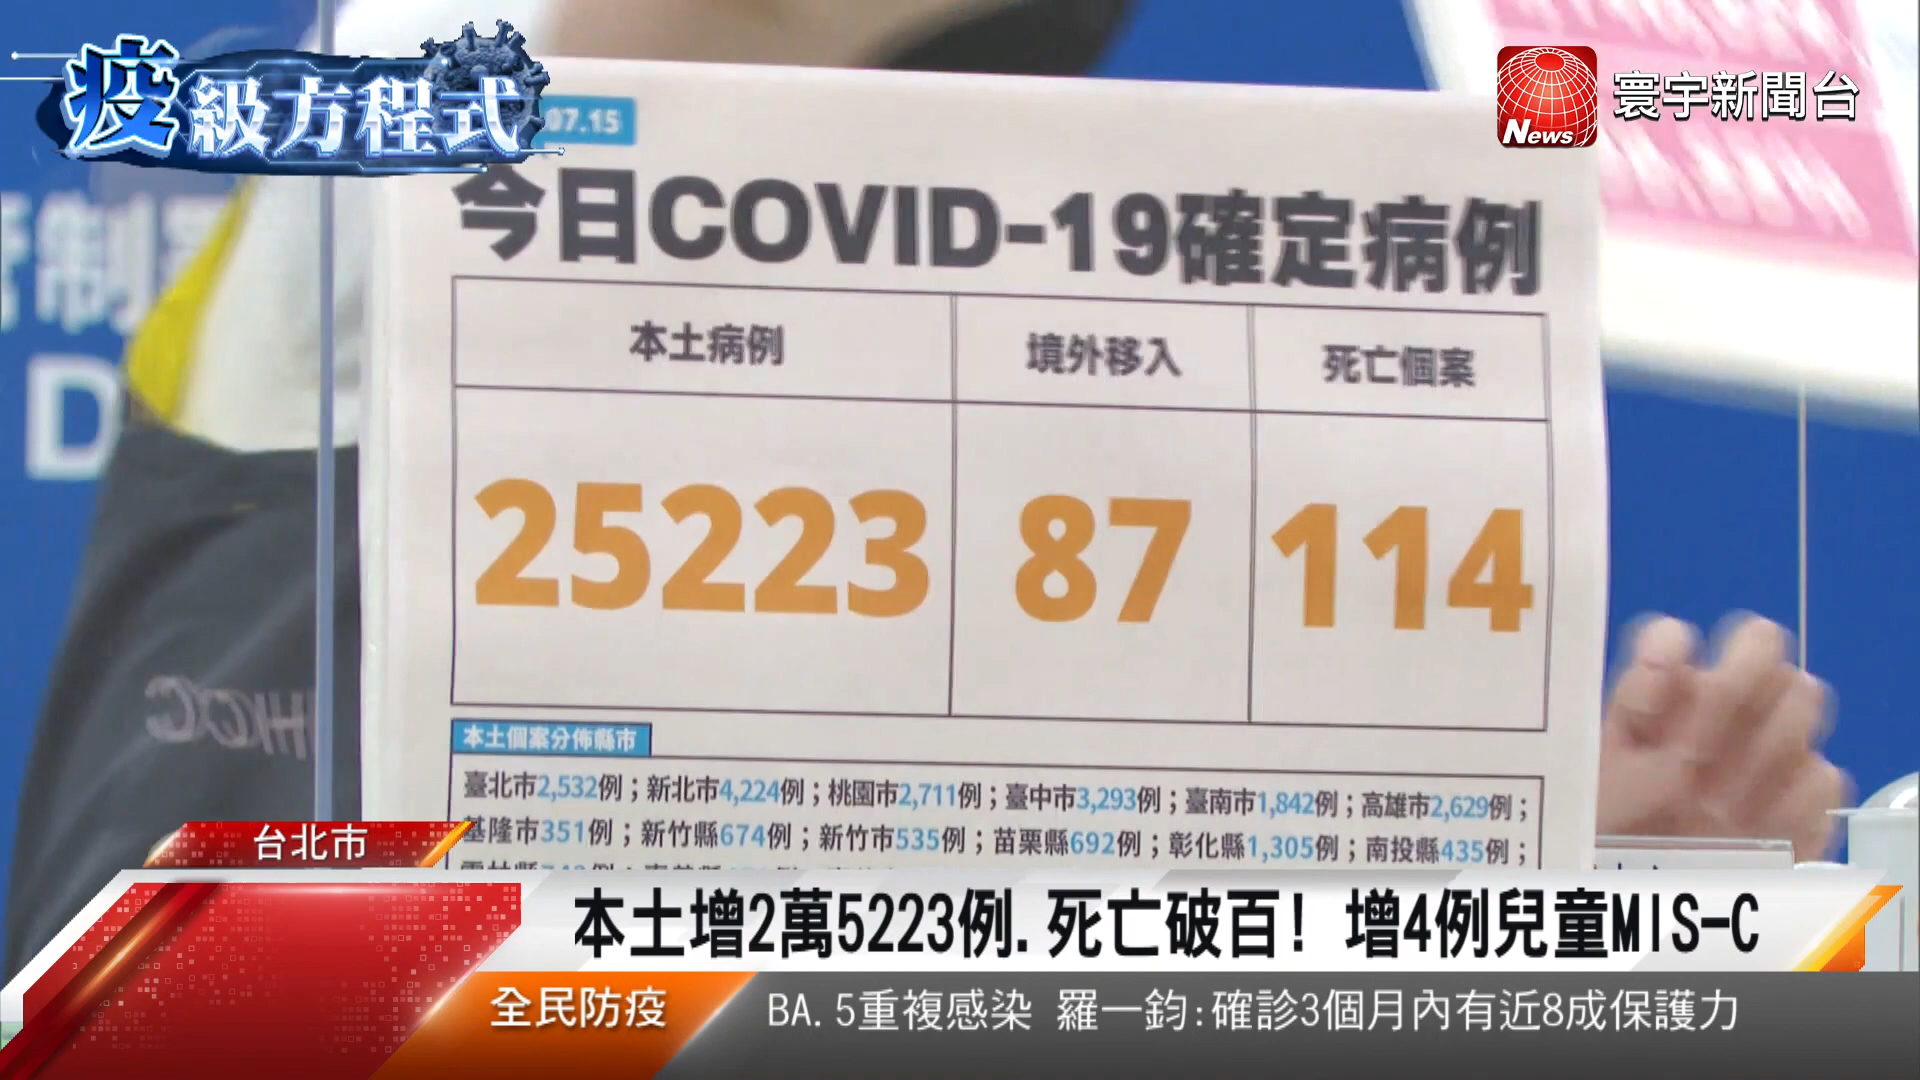 疫級方程式
News 寰宇新聞台
07.15
今日COVID-19確定病例
本土病例 境外移入 死亡個案
25223 87 114
本土個案分佈縣市
臺北市2,532例；新北市4,224例；桃園市2,711例；臺中市3,293例；臺南市1,842例；高雄市2,629例；
基隆市351例；新竹縣674例；新竹市535例；苗栗縣692例；彰化縣1,305例；南投縣435例；
制
D
台北市
本土增2萬5223例.死亡破百! 增4例兒童MIS-C
全民防疫 BA.5重複感染 羅一鈞:確診3個月內有近8成保護力